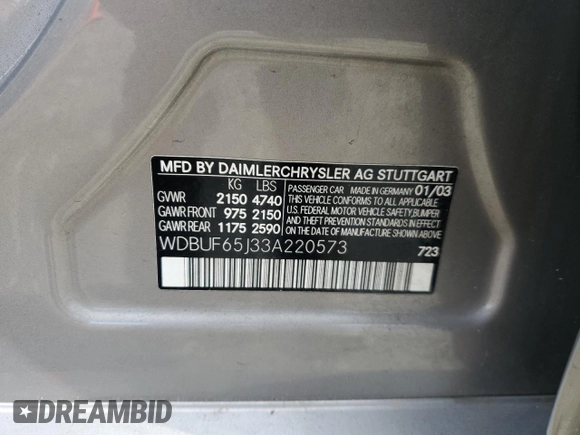 MFD BY DAIMLERCHRYSLER AG STUTTGART
KG LBS
GVWR 2150 4740
GAWR FRONT 975 2150
GAWR REAR 1175 2590
PASSENGER CAR MADE IN GERMANY 01/03
THIS VEHICLE CONFORMS TO ALL APPLICABLE
U.S. FEDERAL MOTOR VEHICLE SAFETY,BUMPER,
AND THEFT PREVENTION STANDARDS IN EFFECT
ON THE DATE OF MANUFACTURE SHOWN ABOVE.
WDBUF65J33A220573
723
DREAMBID